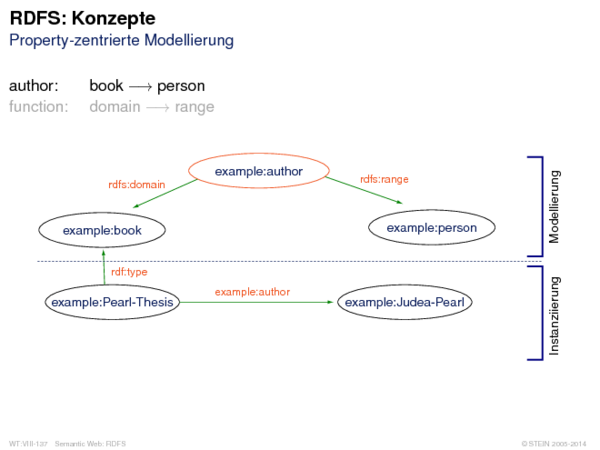 RDFS: Konzepte
Property-zentrierte Modellierung
author: book ⟶ person
function: domain ⟶ range
example:author
rdfs:domain
rdfs:range
example:book
example:person
Modellierung
rdf:type
example:author
example:Pearl-Thesis
example:Judea-Pearl
Instanziierung
WT:VIII-137 Semantic Web: RDFS
© STEIN 2005-2014